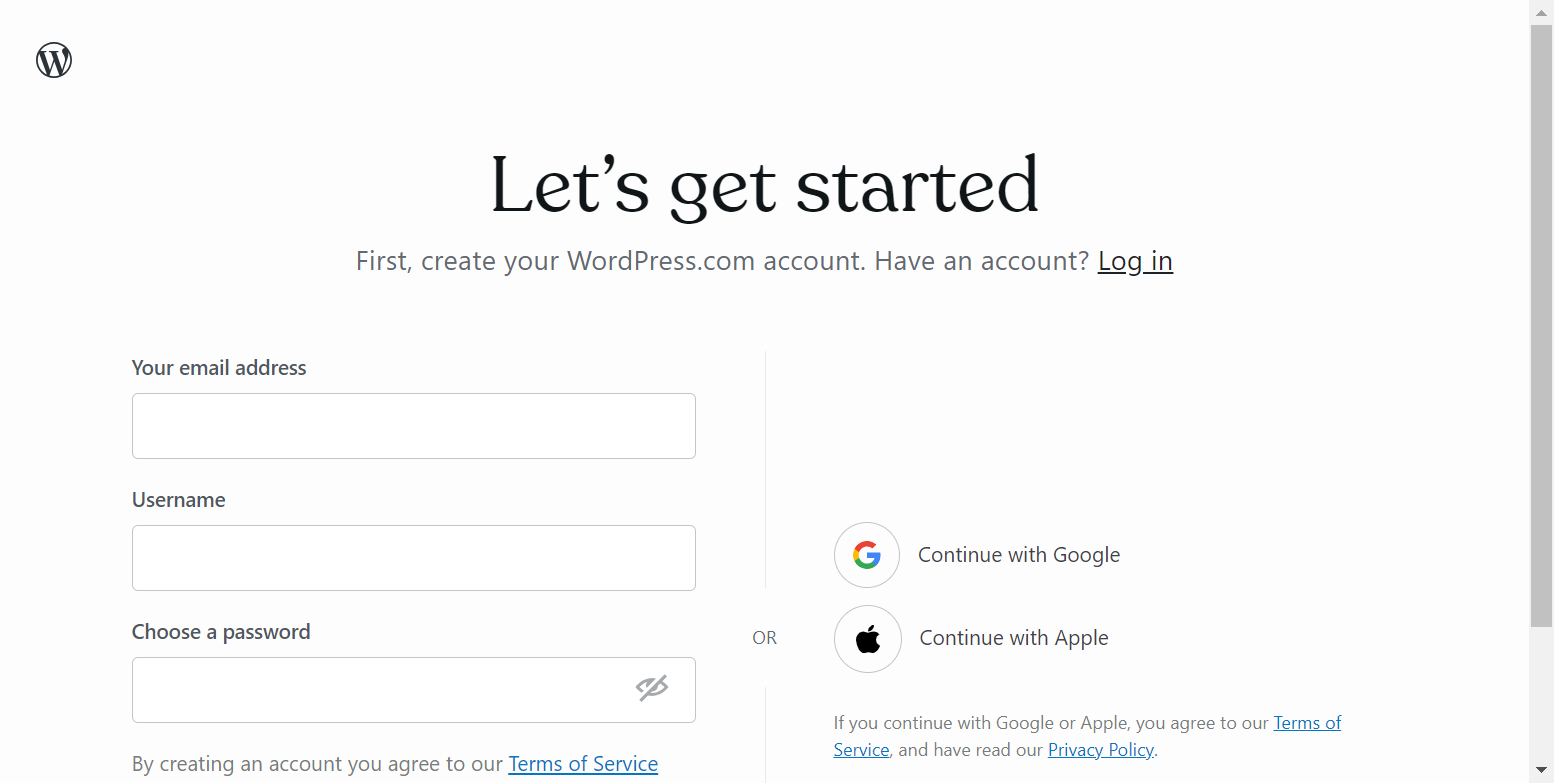 Let’s get started
First, create your WordPress.com account. Have an account? Log in
Your email address
Username
Choose a password
By creating an account you agree to our Terms of Service
OR
Continue with Google
Continue with Apple
If you continue with Google or Apple, you agree to our Terms of
Service, and have read our Privacy Policy.